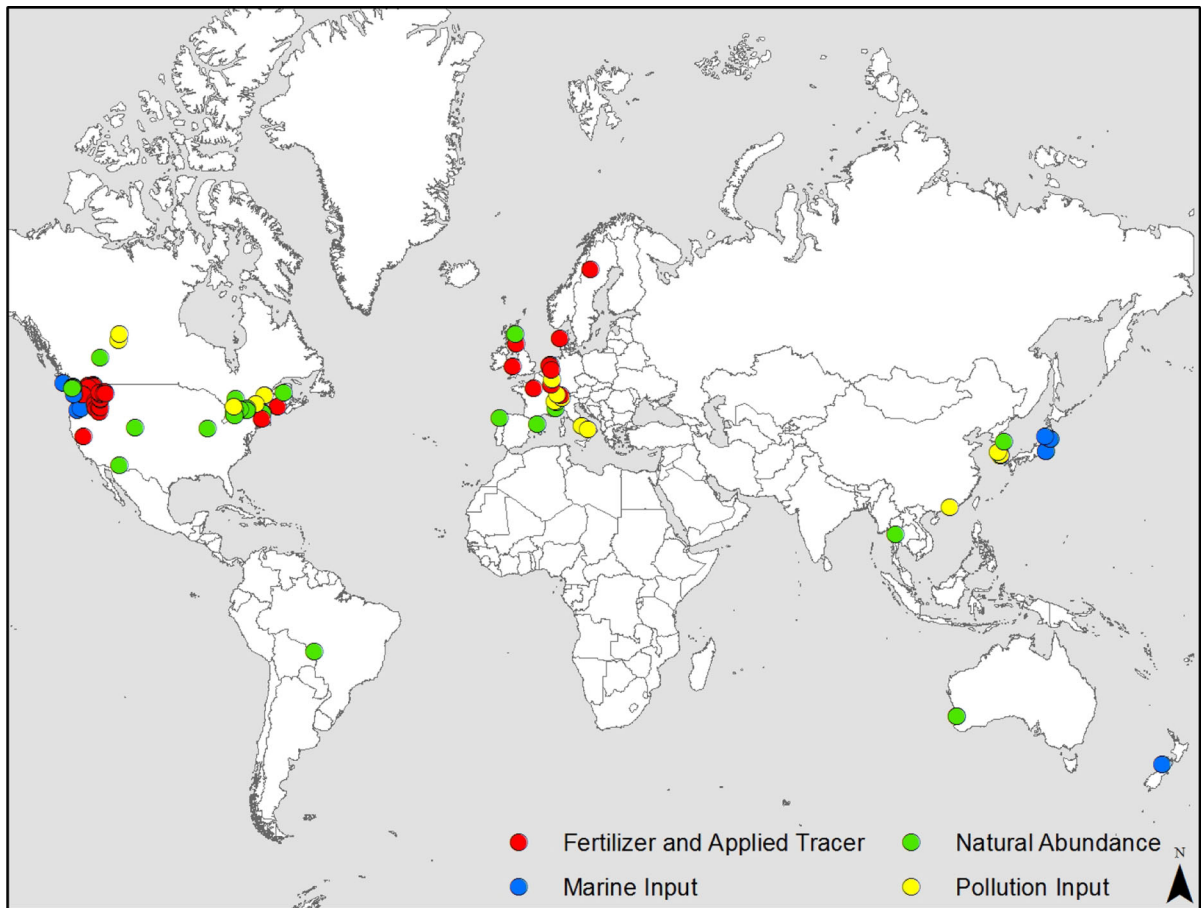 Fertilizer and Applied Tracer
Natural Abundance
Marine Input
Pollution Input
N